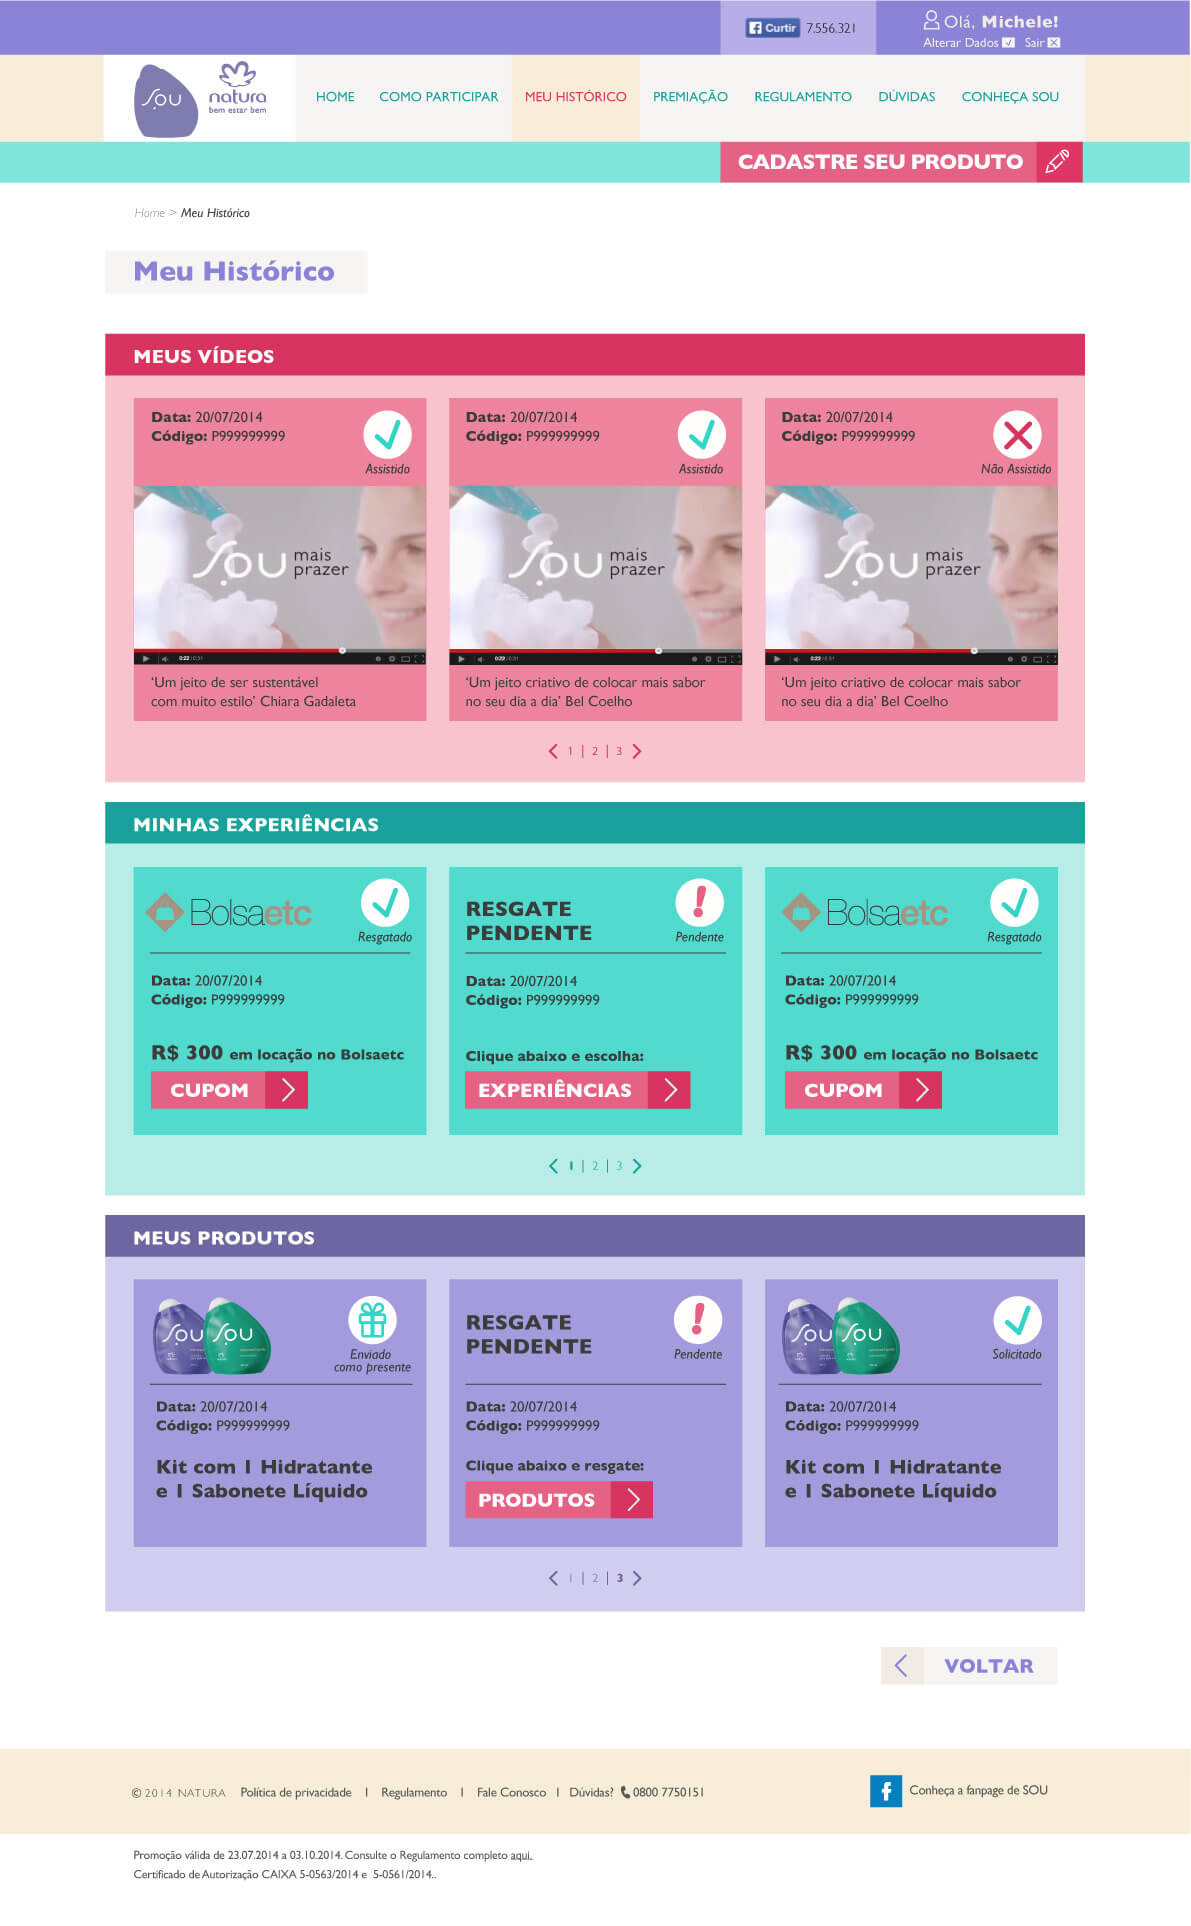 Curtir 7.556.321
Olá, Michele!
Alterar Dados Sair
SOU
natura
bem estar bem
HOME COMO PARTICIPAR MEU HISTÓRICO PREMIAÇÃO REGULAMENTO DÚVIDAS CONHEÇA SOU
CADASTRE SEU PRODUTO
Home > Meu Histórico
Meu Histórico
MEUS VÍDEOS
Data: 20/07/2014
Código: P999999999
Assistido
SOU mais
prazer
0:22 / 0:31
‘Um jeito de ser sustentável
com muito estilo’ Chiara Gadaleta
Data: 20/07/2014
Código: P999999999
Assistido
SOU mais
prazer
0:22 / 0:31
‘Um jeito criativo de colocar mais sabor
no seu dia a dia’ Bel Coelho
Data: 20/07/2014
Código: P999999999
Não Assistido
SOU mais
prazer
0:22 / 0:31
‘Um jeito criativo de colocar mais sabor
no seu dia a dia’ Bel Coelho
1 | 2 | 3
MINHAS EXPERIÊNCIAS
Bolsaetc
Resgatado
Data: 20/07/2014
Código: P999999999
R$ 300 em locação no Bolsaetc
CUPOM
RESGATE
PENDENTE
Pendente
Data: 20/07/2014
Código: P999999999
Clique abaixo e escolha:
EXPERIÊNCIAS
Bolsaetc
Resgatado
Data: 20/07/2014
Código: P999999999
R$ 300 em locação no Bolsaetc
CUPOM
1 | 2 | 3
MEUS PRODUTOS
SOU SOU
Enviado
como presente
Data: 20/07/2014
Código: P999999999
Kit com 1 Hidratante
e 1 Sabonete Líquido
RESGATE
PENDENTE
Pendente
Data: 20/07/2014
Código: P999999999
Clique abaixo e resgate:
PRODUTOS
SOU SOU
Solicitado
Data: 20/07/2014
Código: P999999999
Kit com 1 Hidratante
e 1 Sabonete Líquido
1 | 2 | 3
VOLTAR
© 2014 NATURA Política de privacidade | Regulamento | Fale Conosco | Dúvidas? 0800 7750151
Conheça a fanpage de SOU
Promoção válida de 23.07.2014 a 03.10.2014. Consulte o Regulamento completo aqui..
Certificado de Autorização CAIXA 5-0563/2014 e 5-0561/2014..